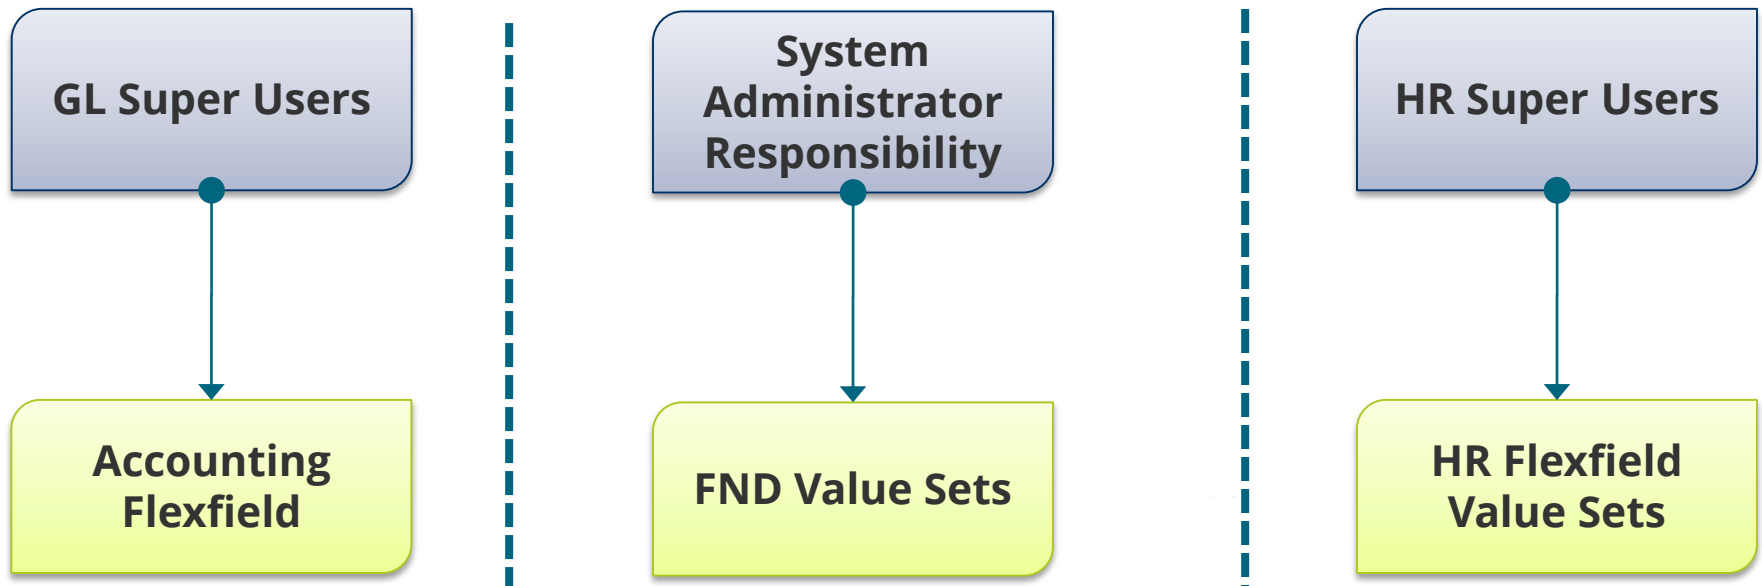 GL Super Users
System
Administrator
Responsibility
HR Super Users
Accounting
Flexfield
FND Value Sets
HR Flexfield
Value Sets